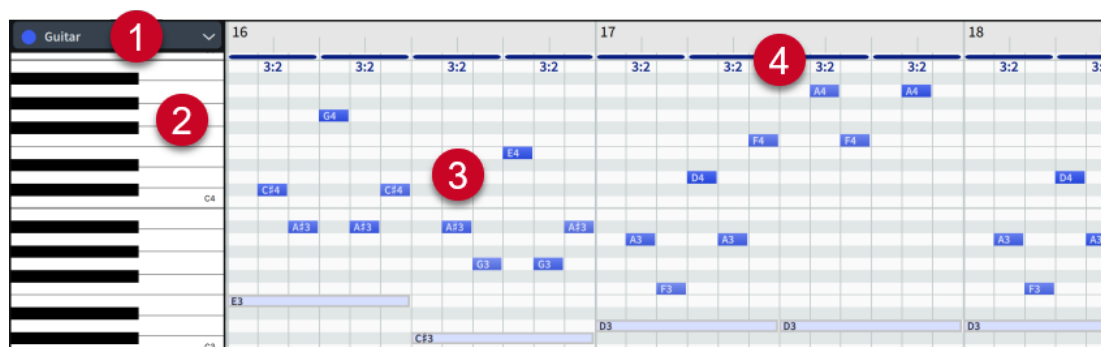 Guitar 1 16 17 18
3:2 3:2 3:2 3:2 3:2 3:2 4 3:2 3:2 3:2
A4 A4
2 G4
F4 F4
E4
3 D4 D4
C♯4 C♯4
C4
A♯3 A♯3 A♯3 A♯3
A3 A3 A3
G3 G3
F3 F3
E3
D3 D3 D3
C♯3